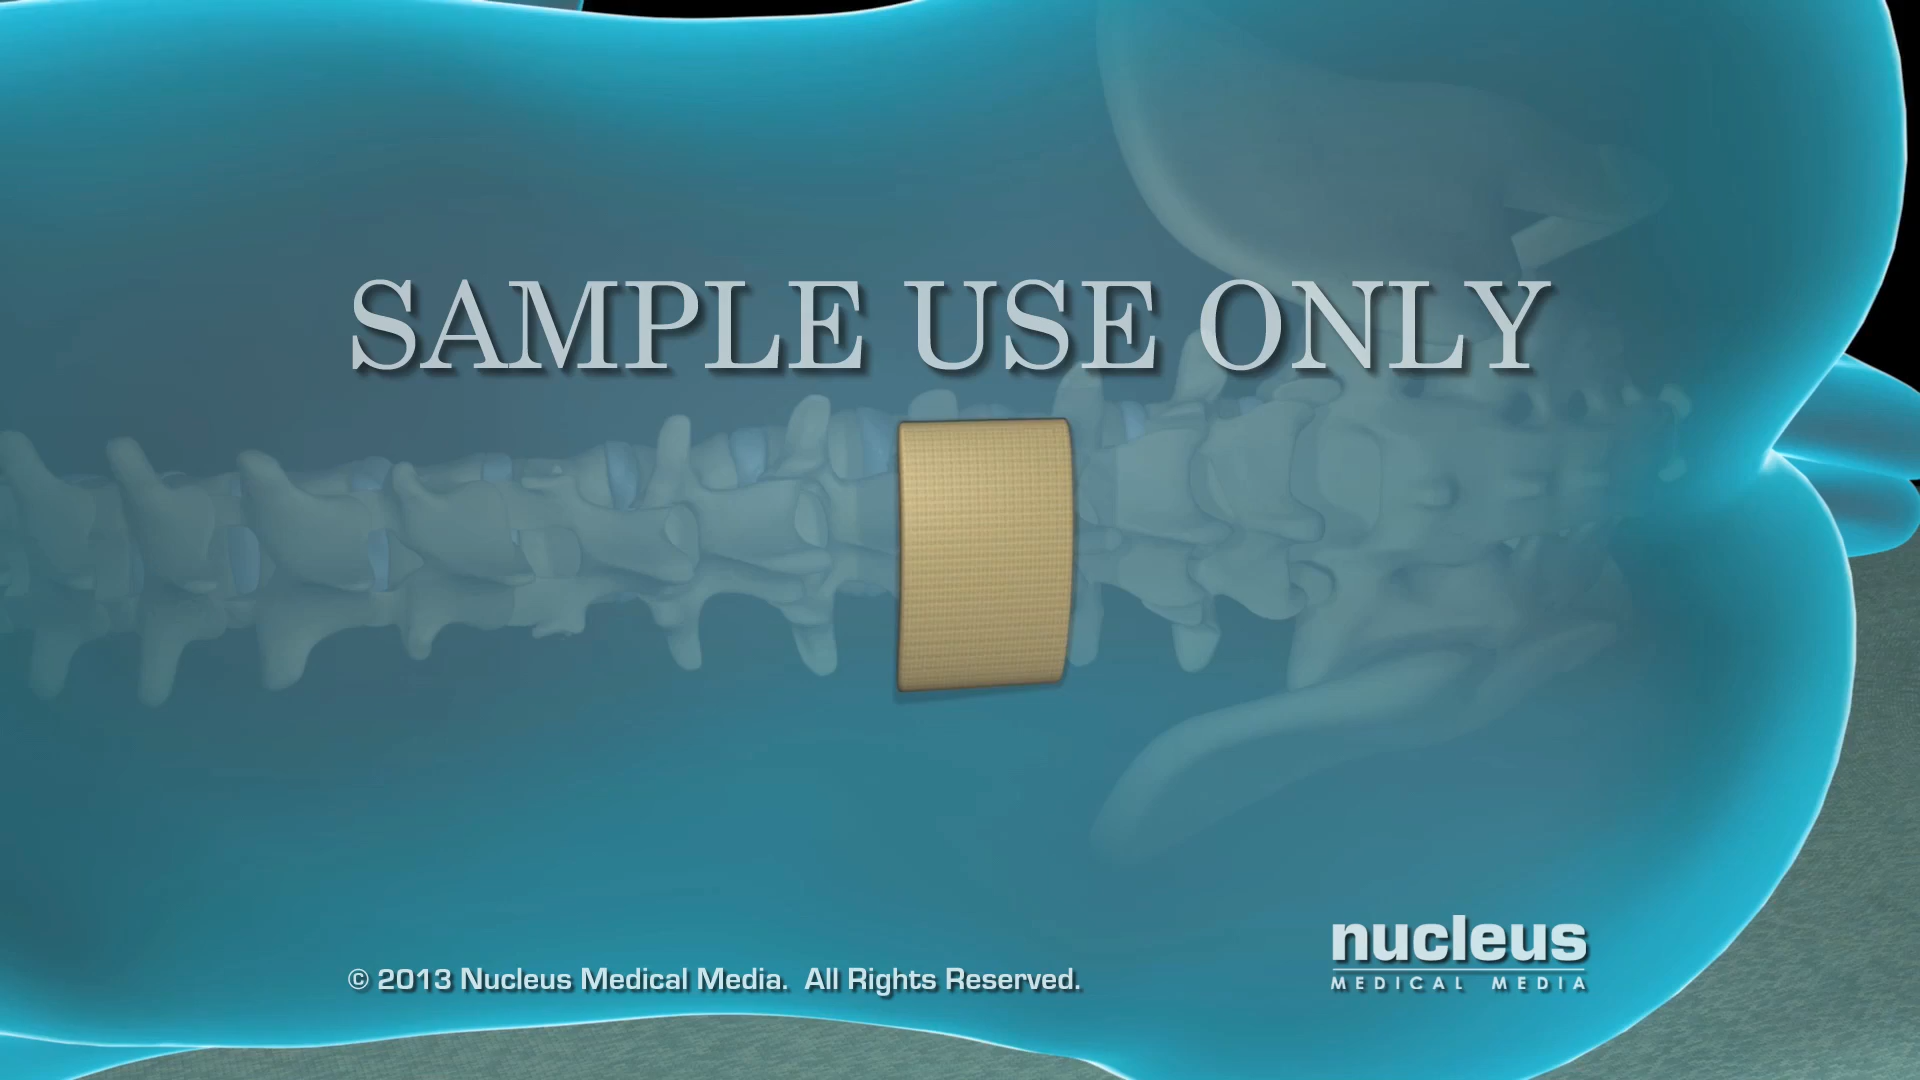 SAMPLE USE ONLY
nucleus
MEDICAL MEDIA
© 2013 Nucleus Medical Media. All Rights Reserved.